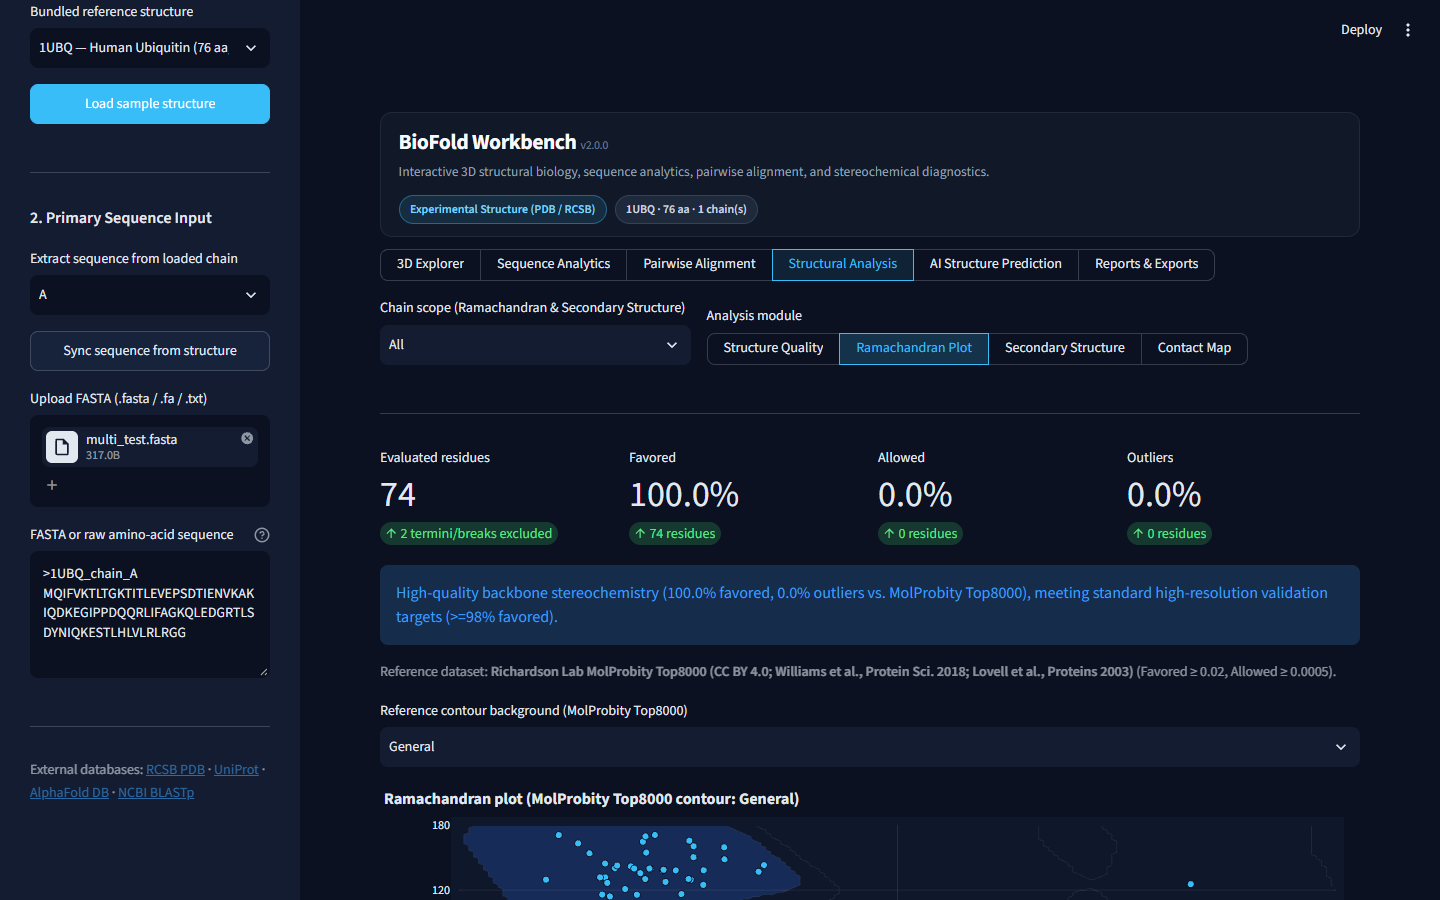 Bundled reference structure
1UBQ — Human Ubiquitin (76 aa
Load sample structure
2. Primary Sequence Input
Extract sequence from loaded chain
A
Sync sequence from structure
Upload FASTA (.fasta / .fa / .txt)
multi_test.fasta
317.0B
FASTA or raw amino-acid sequence
>1UBQ_chain_A
MQIFVKTLTGKTITLEVEPSDTIENVKAK
IQDKEGIPPDQQRLIFAGKQLEDGRTLS
DYNIQKESTLHLVLRLRGG
External databases: RCSB PDB · UniProt ·
AlphaFold DB · NCBI BLASTp
Deploy
BioFold Workbench v2.0.0
Interactive 3D structural biology, sequence analytics, pairwise alignment, and stereochemical diagnostics.
Experimental Structure (PDB / RCSB)
1UBQ · 76 aa · 1 chain(s)
3D Explorer
Sequence Analytics
Pairwise Alignment
Structural Analysis
AI Structure Prediction
Reports & Exports
Chain scope (Ramachandran & Secondary Structure)
All
Analysis module
Structure Quality
Ramachandran Plot
Secondary Structure
Contact Map
Evaluated residues
74
↑ 2 termini/breaks excluded
Favored
100.0%
↑ 74 residues
Allowed
0.0%
↑ 0 residues
Outliers
0.0%
↑ 0 residues
High-quality backbone stereochemistry (100.0% favored, 0.0% outliers vs. MolProbity Top8000), meeting standard high-resolution validation
targets (>=98% favored).
Reference dataset: Richardson Lab MolProbity Top8000 (CC BY 4.0; Williams et al., Protein Sci. 2018; Lovell et al., Proteins 2003) (Favored ≥ 0.02, Allowed ≥ 0.0005).
Reference contour background (MolProbity Top8000)
General
Ramachandran plot (MolProbity Top8000 contour: General)
180
120